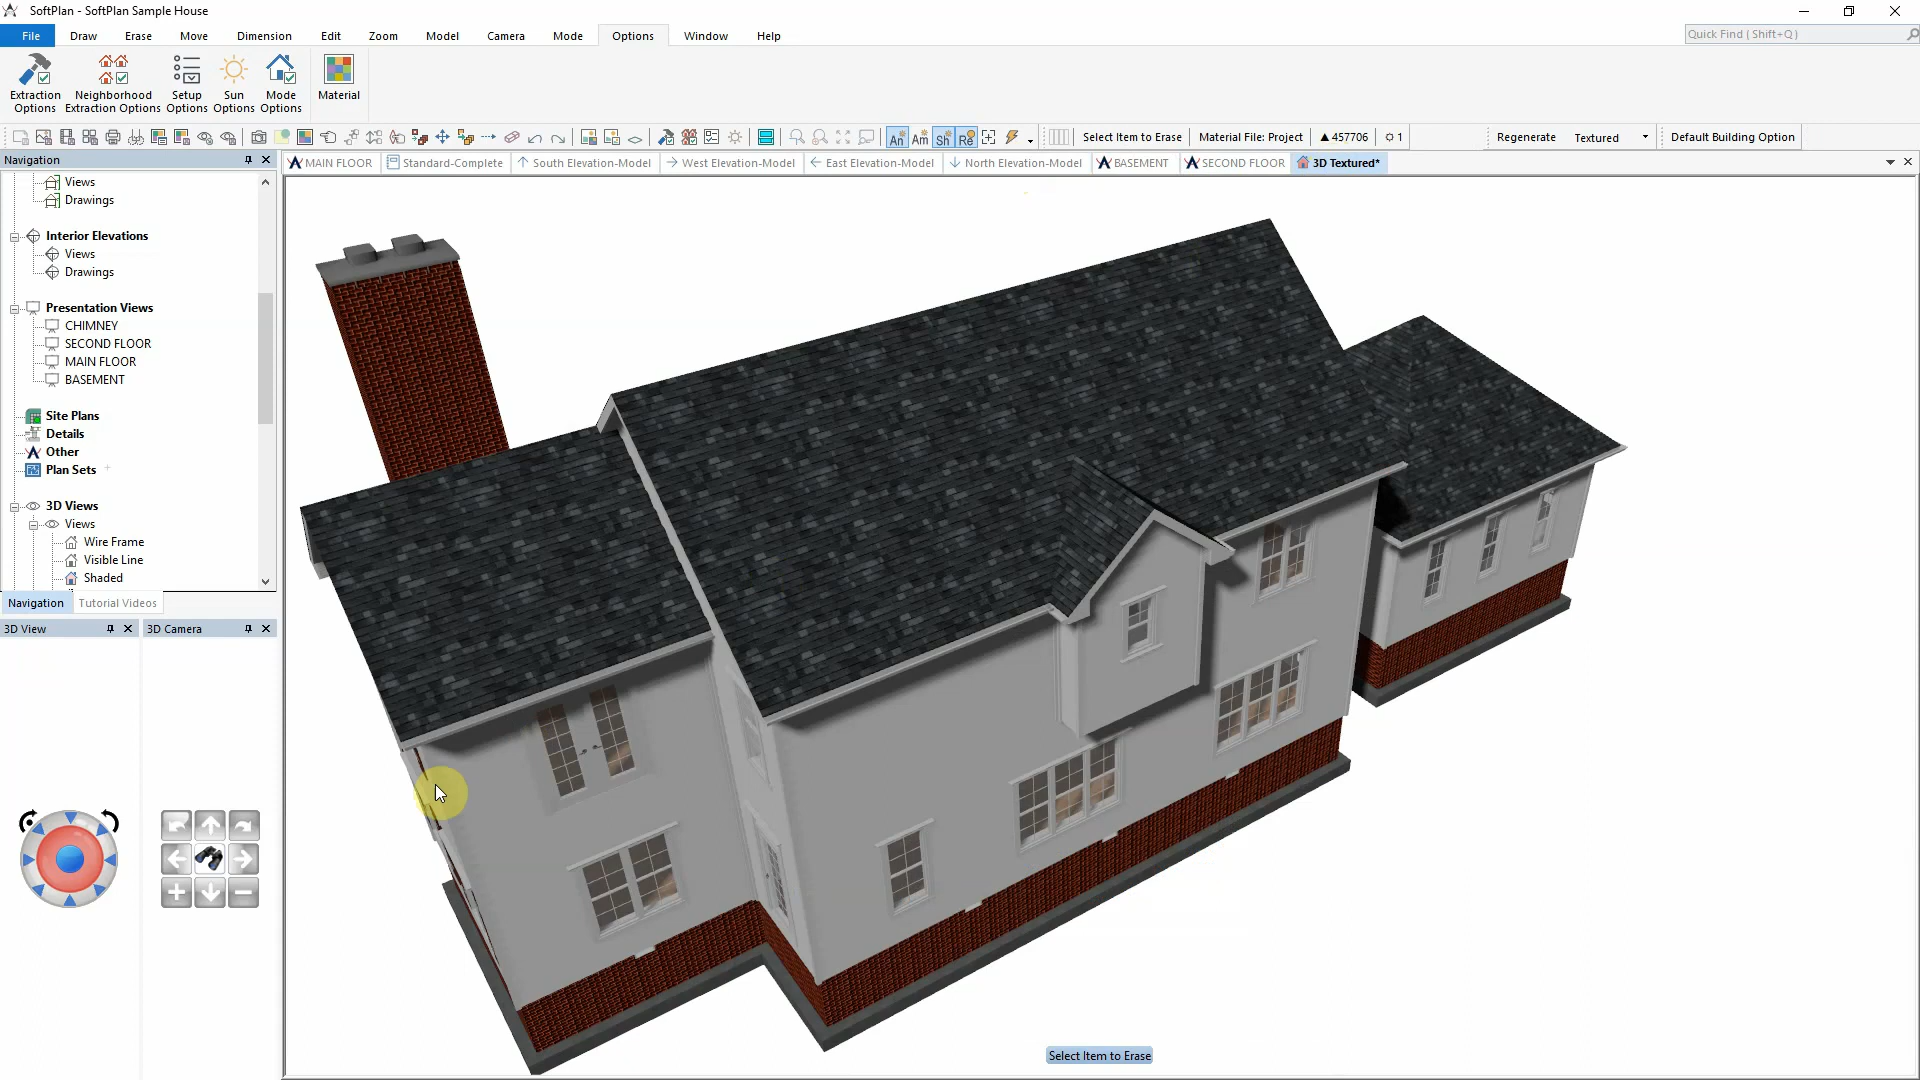 SoftPlan - SoftPlan Sample House
File Draw Erase Move Dimension Edit Zoom Model Camera Mode Options Window Help
Quick Find ( Shift+Q )
Extraction Options
Neighborhood Extraction Options
Setup Options
Sun Options
Mode Options
Material
An Am Sh Re
Select Item to Erase
Material File: Project
457706
1
Regenerate
Textured
Default Building Option
Navigation
MAIN FLOOR
Standard-Complete
South Elevation-Model
West Elevation-Model
East Elevation-Model
North Elevation-Model
BASEMENT
SECOND FLOOR
3D Textured*
Views
Drawings
Interior Elevations
Views
Drawings
Presentation Views
CHIMNEY
SECOND FLOOR
MAIN FLOOR
BASEMENT
Site Plans
Details
Other
Plan Sets
3D Views
Views
Wire Frame
Visible Line
Shaded
Navigation
Tutorial Videos
3D View
3D Camera
Select Item to Erase